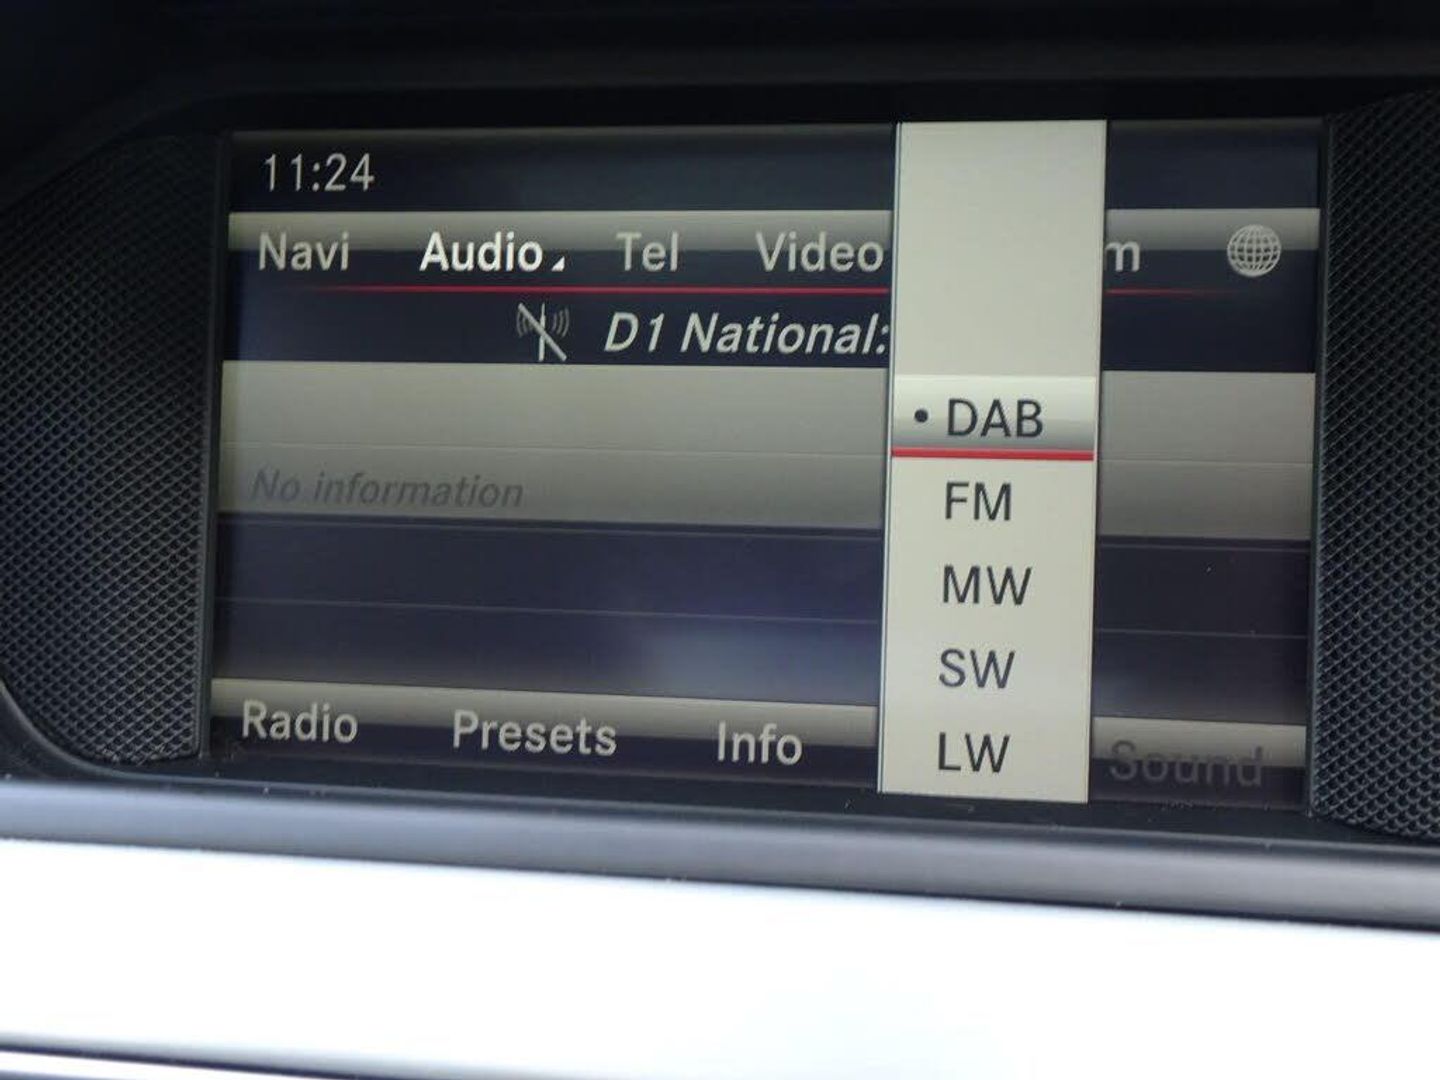 11:24
Navi Audio Tel Video m
D1 National:
• DAB
FM
No information
MW
SW
LW
Radio Presets Info Sound